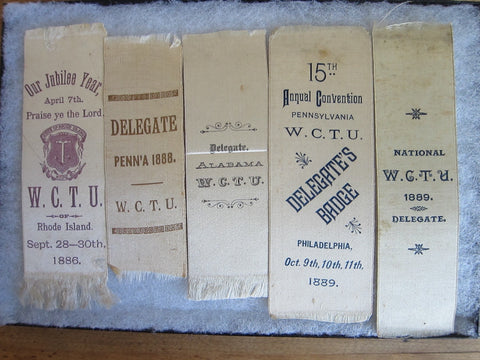 Our Jubilee Year,
April 7th.
Praise ye the Lord.
W. C. T. U.
OF
Rhode Island.
Sept. 28-30th,
1886.
DELEGATE
PENN'A 1888.
W. C. T. U.
Delegate.
ALABAMA
W. C. T. U.
15TH
Annual Convention
PENNSYLVANIA
W. C. T. U.
DELEGATE'S
BADGE
PHILADELPHIA,
Oct. 9th, 10th, 11th,
1889.
NATIONAL
W. C. T. U.
1889.
DELEGATE.